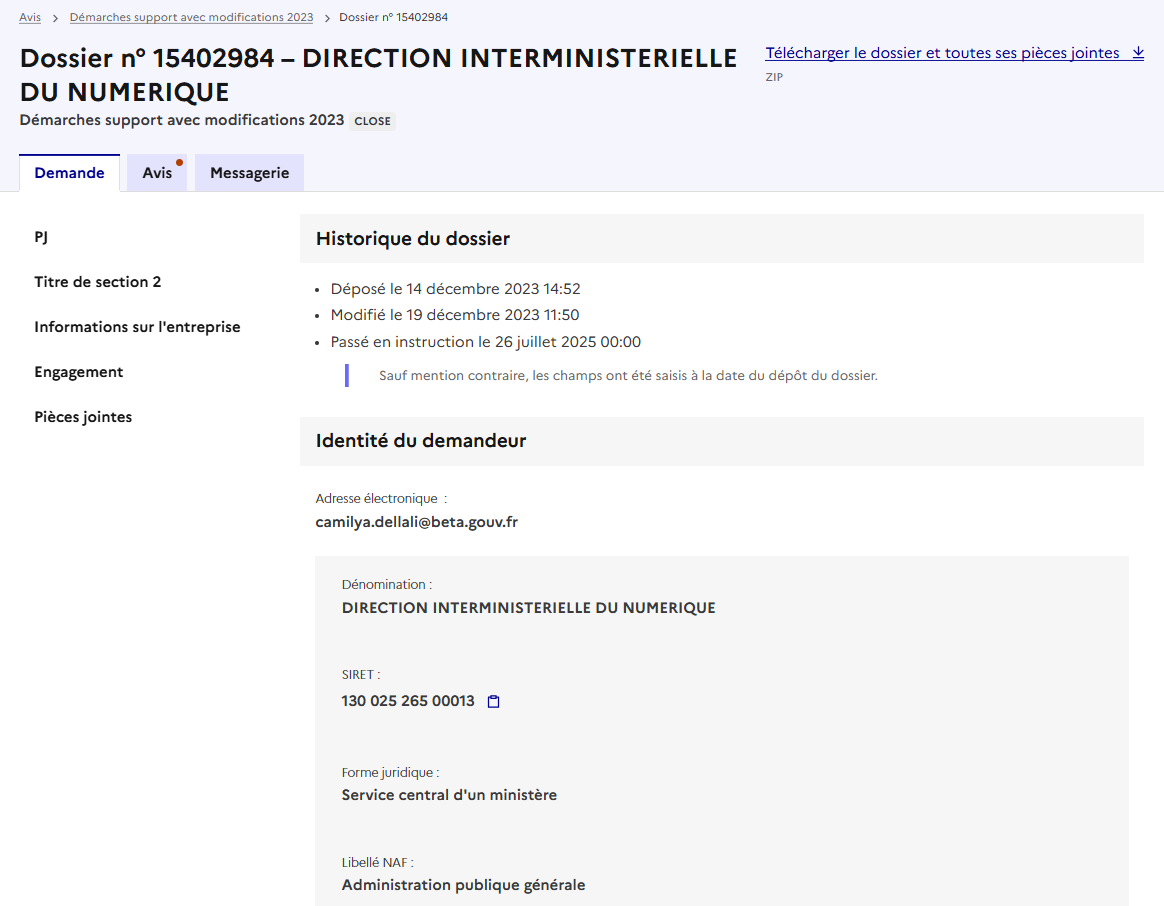 Avis > Démarches support avec modifications 2023 > Dossier n° 15402984
Dossier n° 15402984 – DIRECTION INTERMINISTERIELLE
DU NUMERIQUE
Télécharger le dossier et toutes ses pièces jointes
ZIP
Démarches support avec modifications 2023 CLOSE
Demande Avis Messagerie
PJ
Titre de section 2
Informations sur l'entreprise
Engagement
Pièces jointes
Historique du dossier
• Déposé le 14 décembre 2023 14:52
• Modifié le 19 décembre 2023 11:50
• Passé en instruction le 26 juillet 2025 00:00
Sauf mention contraire, les champs ont été saisis à la date du dépôt du dossier.
Identité du demandeur
Adresse électronique :
camilya.dellali@beta.gouv.fr
Dénomination :
DIRECTION INTERMINISTERIELLE DU NUMERIQUE
SIRET :
130 025 265 00013
Forme juridique :
Service central d'un ministère
Libellé NAF :
Administration publique générale